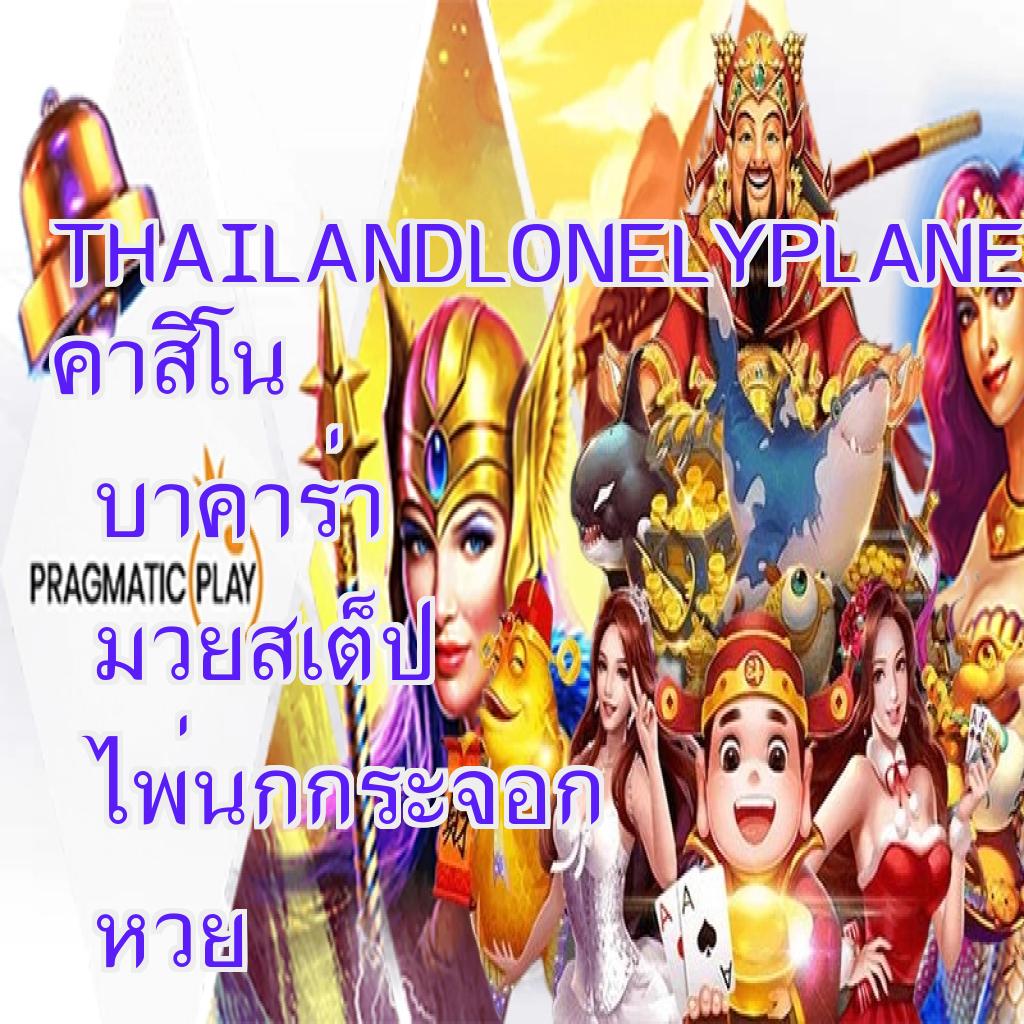 THAILANDLONELYPLANE
คาสิโน
บาคาร่า
PRAGMATIC PLAY
มวยสเต็ป
ไพ่นกกระจอก
หวย